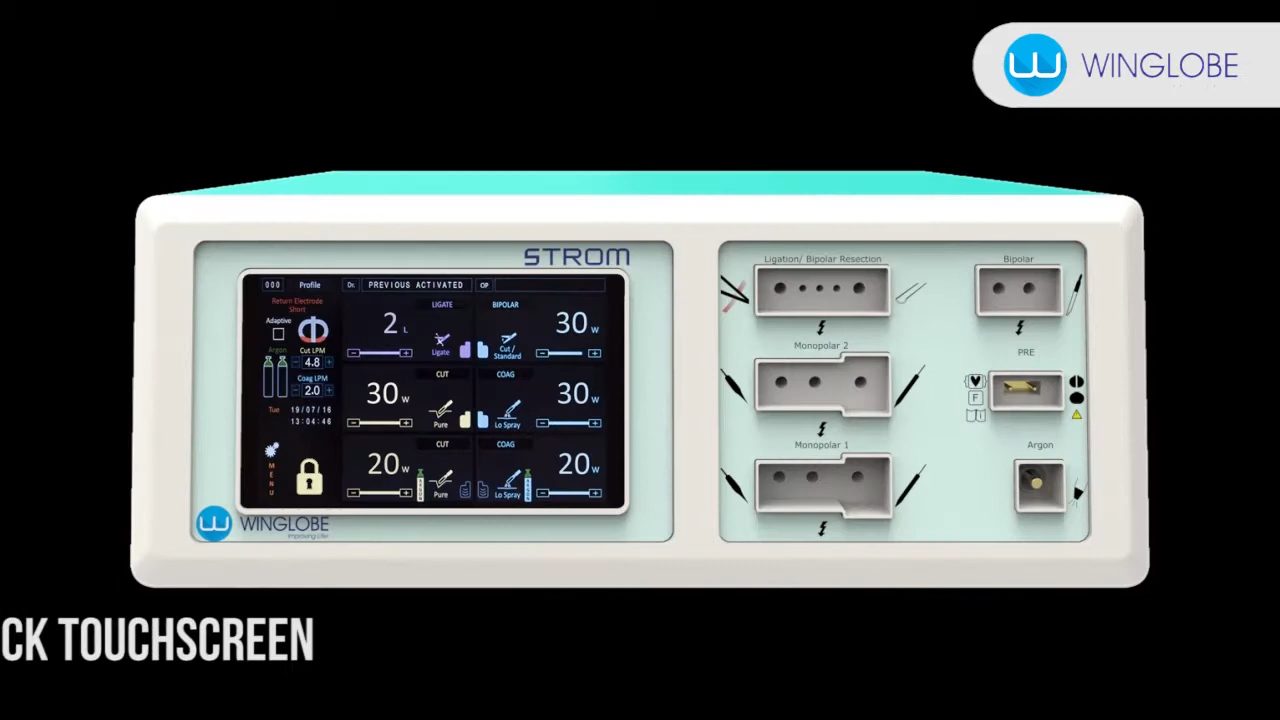 WINGLOBE
STROM
000 Profile Dr. PREVIOUS ACTIVATED OP
Return Electrode
Short
Adaptive
Argon Cut LPM
4.8
Coag LPM
2.0
Tue 19/07/16
13:04:46
MENU
LIGATE BIPOLAR
2 L Ligate Cut /
Standard 30 W
CUT COAG
30 W Pure Lo Spray 30 W
CUT COAG
20 W Pure Lo Spray 20 W
WINGLOBE
Improving Life!
Ligation/ Bipolar Resection
Bipolar
Monopolar 2
PRE
F
Monopolar 1
Argon
CK TOUCHSCREEN